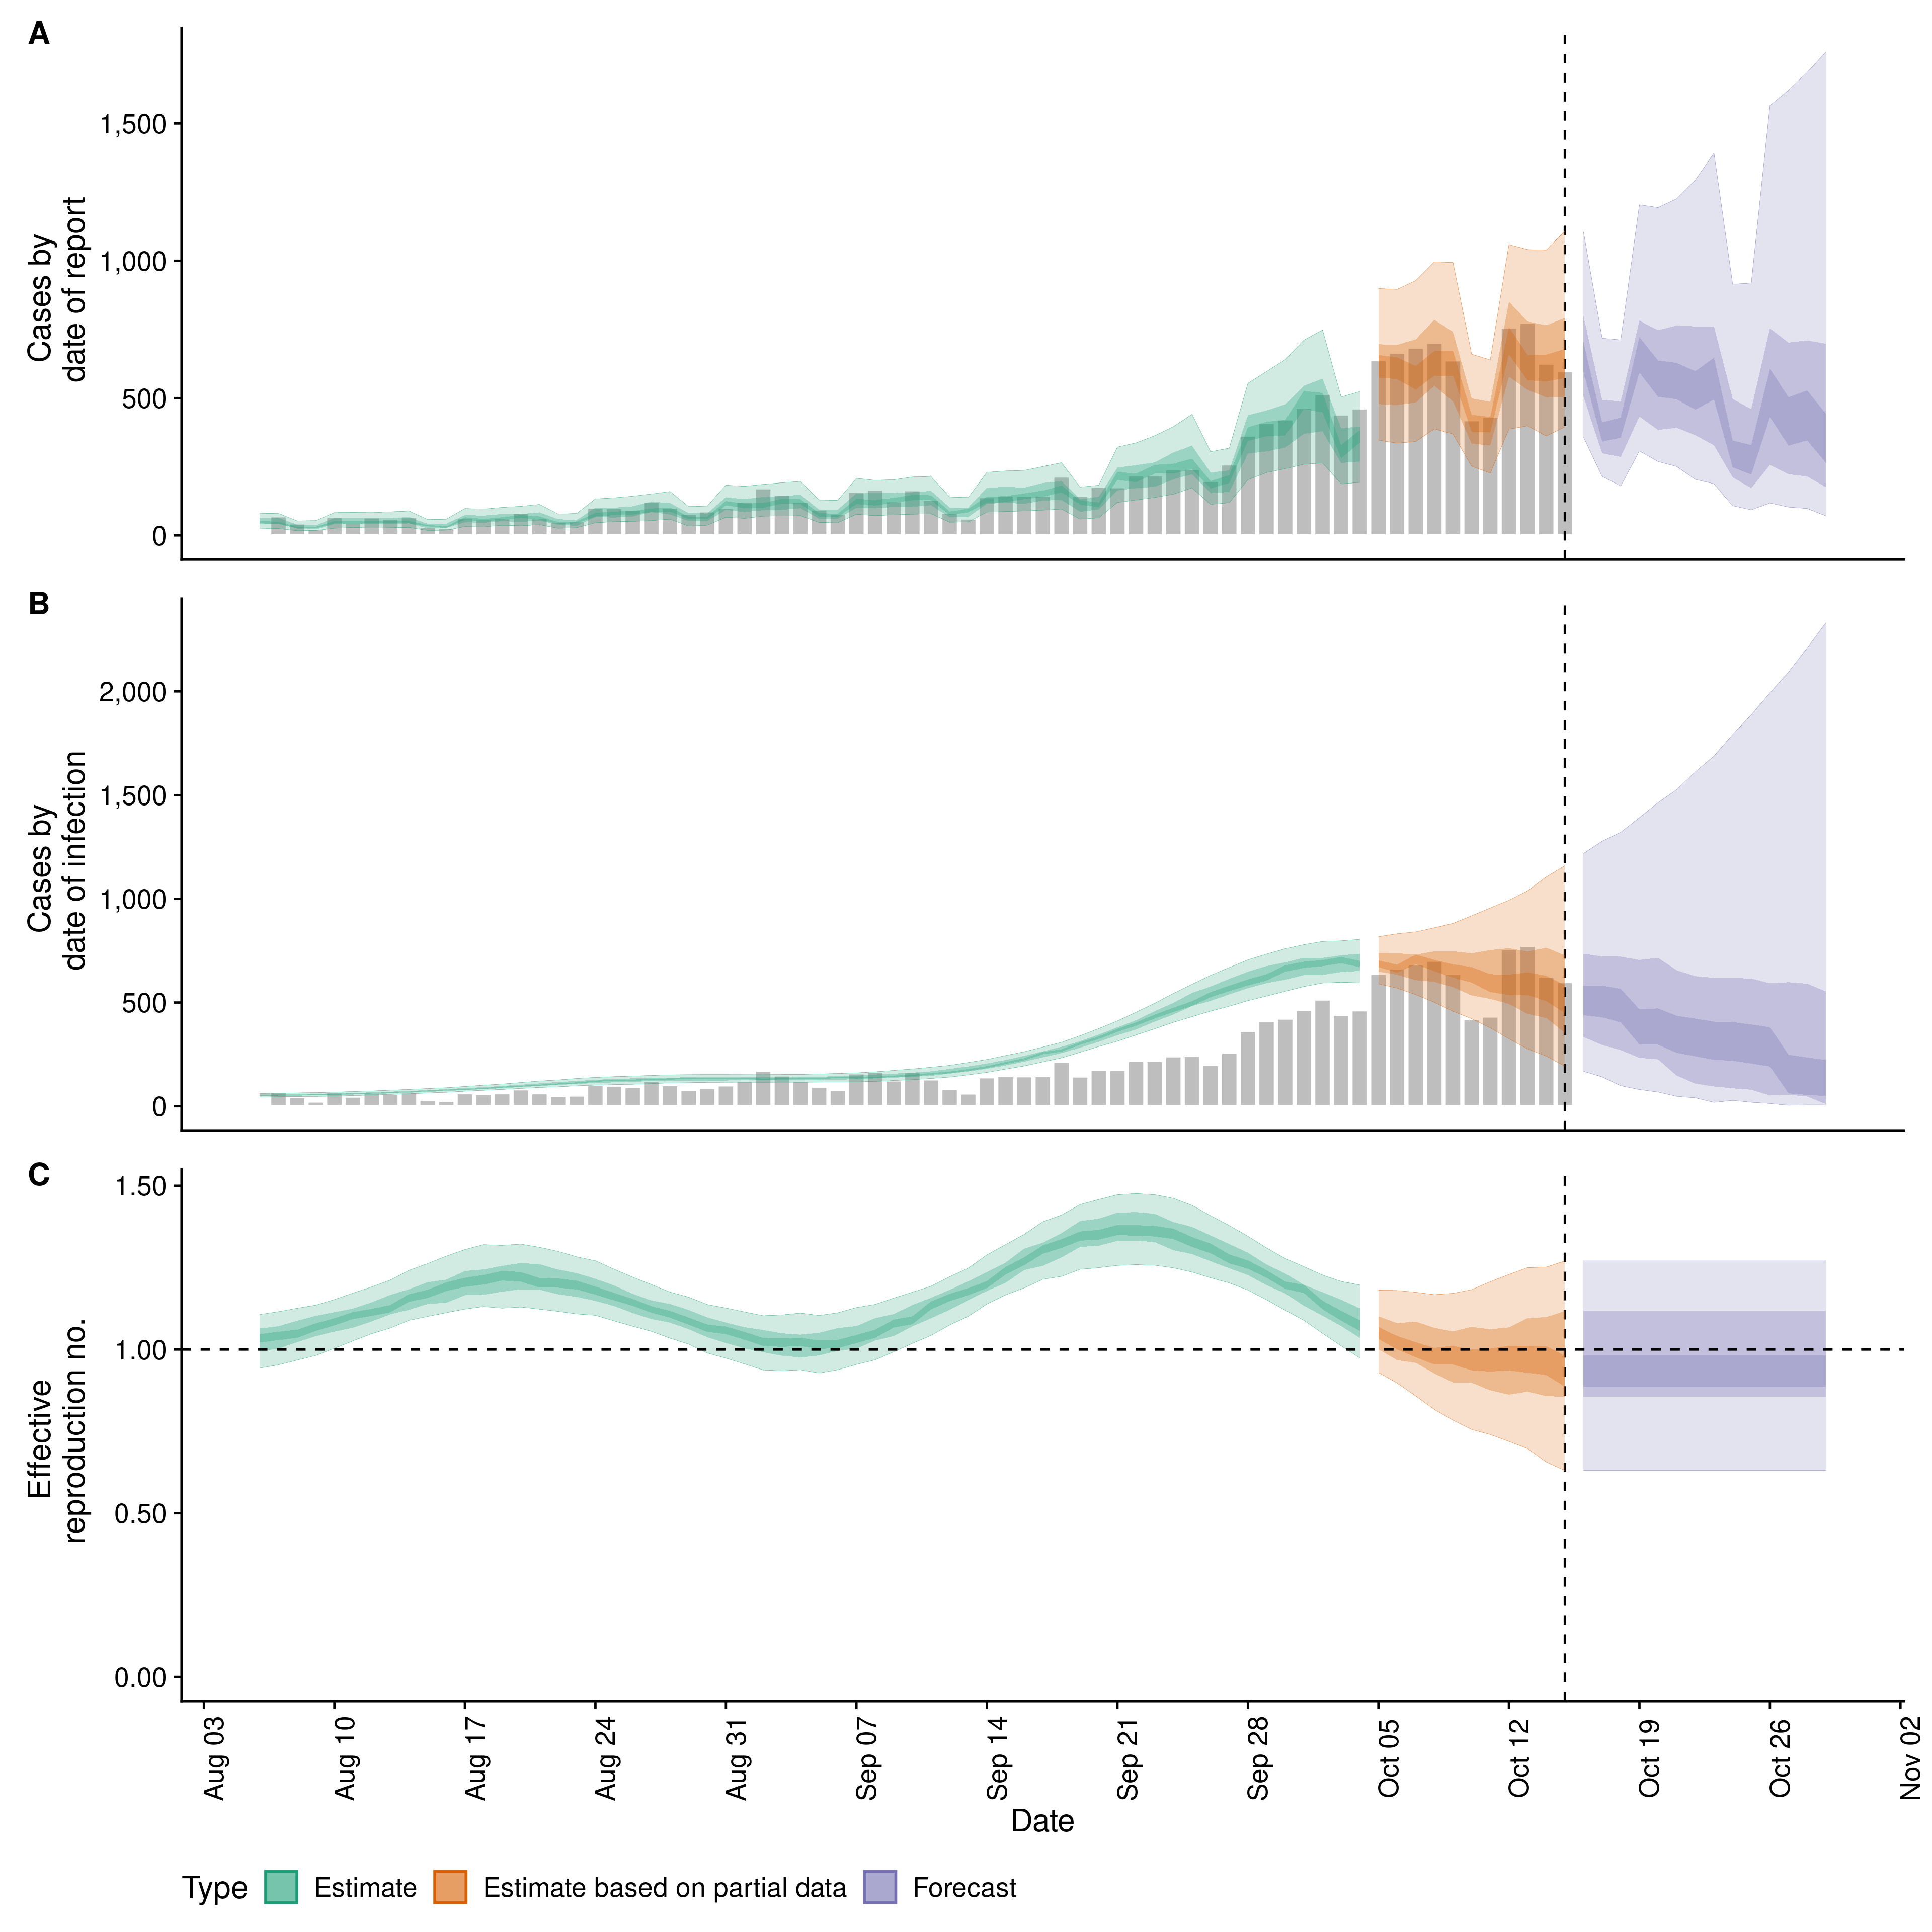 A
Cases by
date of report
1,500
1,000
500
0
B
Cases by
date of infection
2,000
1,500
1,000
500
0
C
Effective
reproduction no.
1.50
1.00
0.50
0.00
Aug 03
Aug 10
Aug 17
Aug 24
Aug 31
Sep 07
Sep 14
Sep 21
Sep 28
Oct 05
Oct 12
Oct 19
Oct 26
Nov 02
Date
Type Estimate Estimate based on partial data Forecast